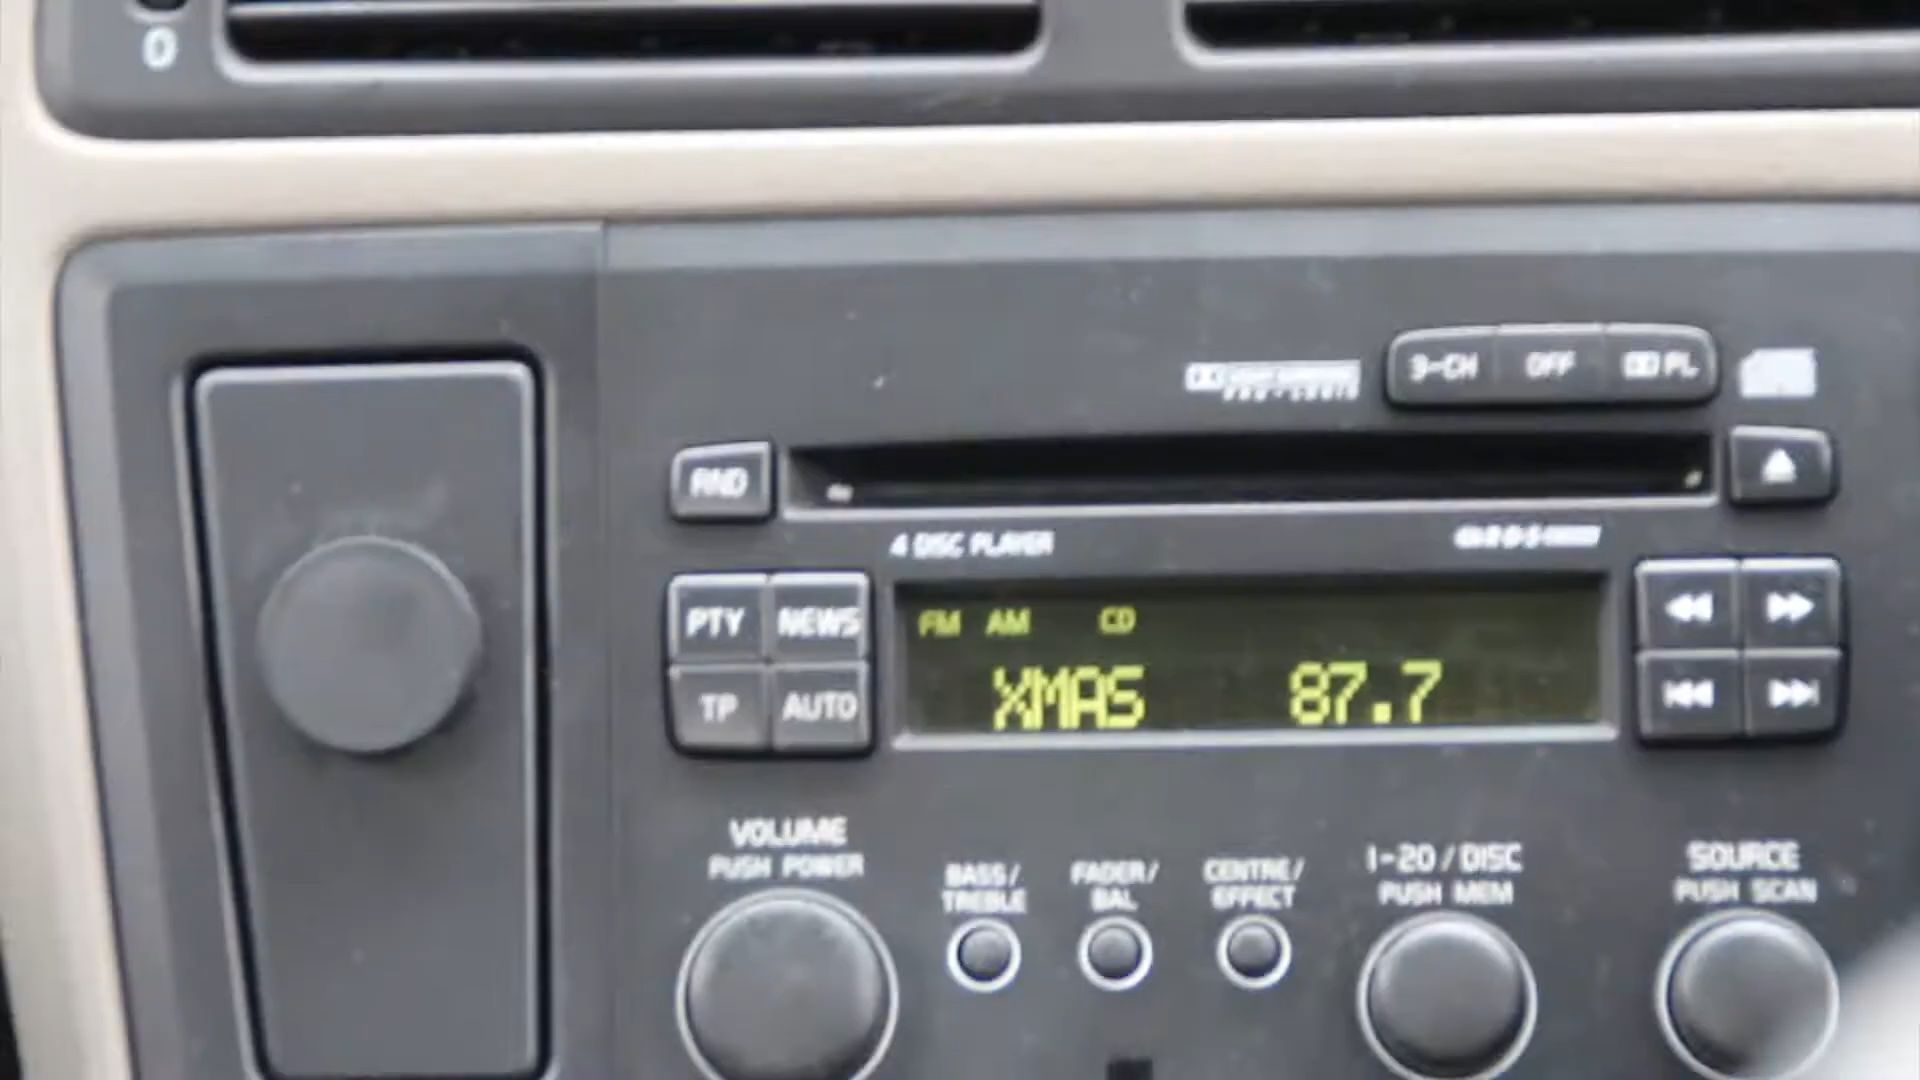 0
3-CH OFF PL
RND
4 DISC PLAYER
PTY NEWS
TP AUTO
FM AM CD
XMAS 87.7
VOLUME
PUSH POWER
BASS/
TREBLE
FADER/
BAL
CENTRE/
EFFECT
1-20 / DISC
PUSH MEM
SOURCE
PUSH SCAN